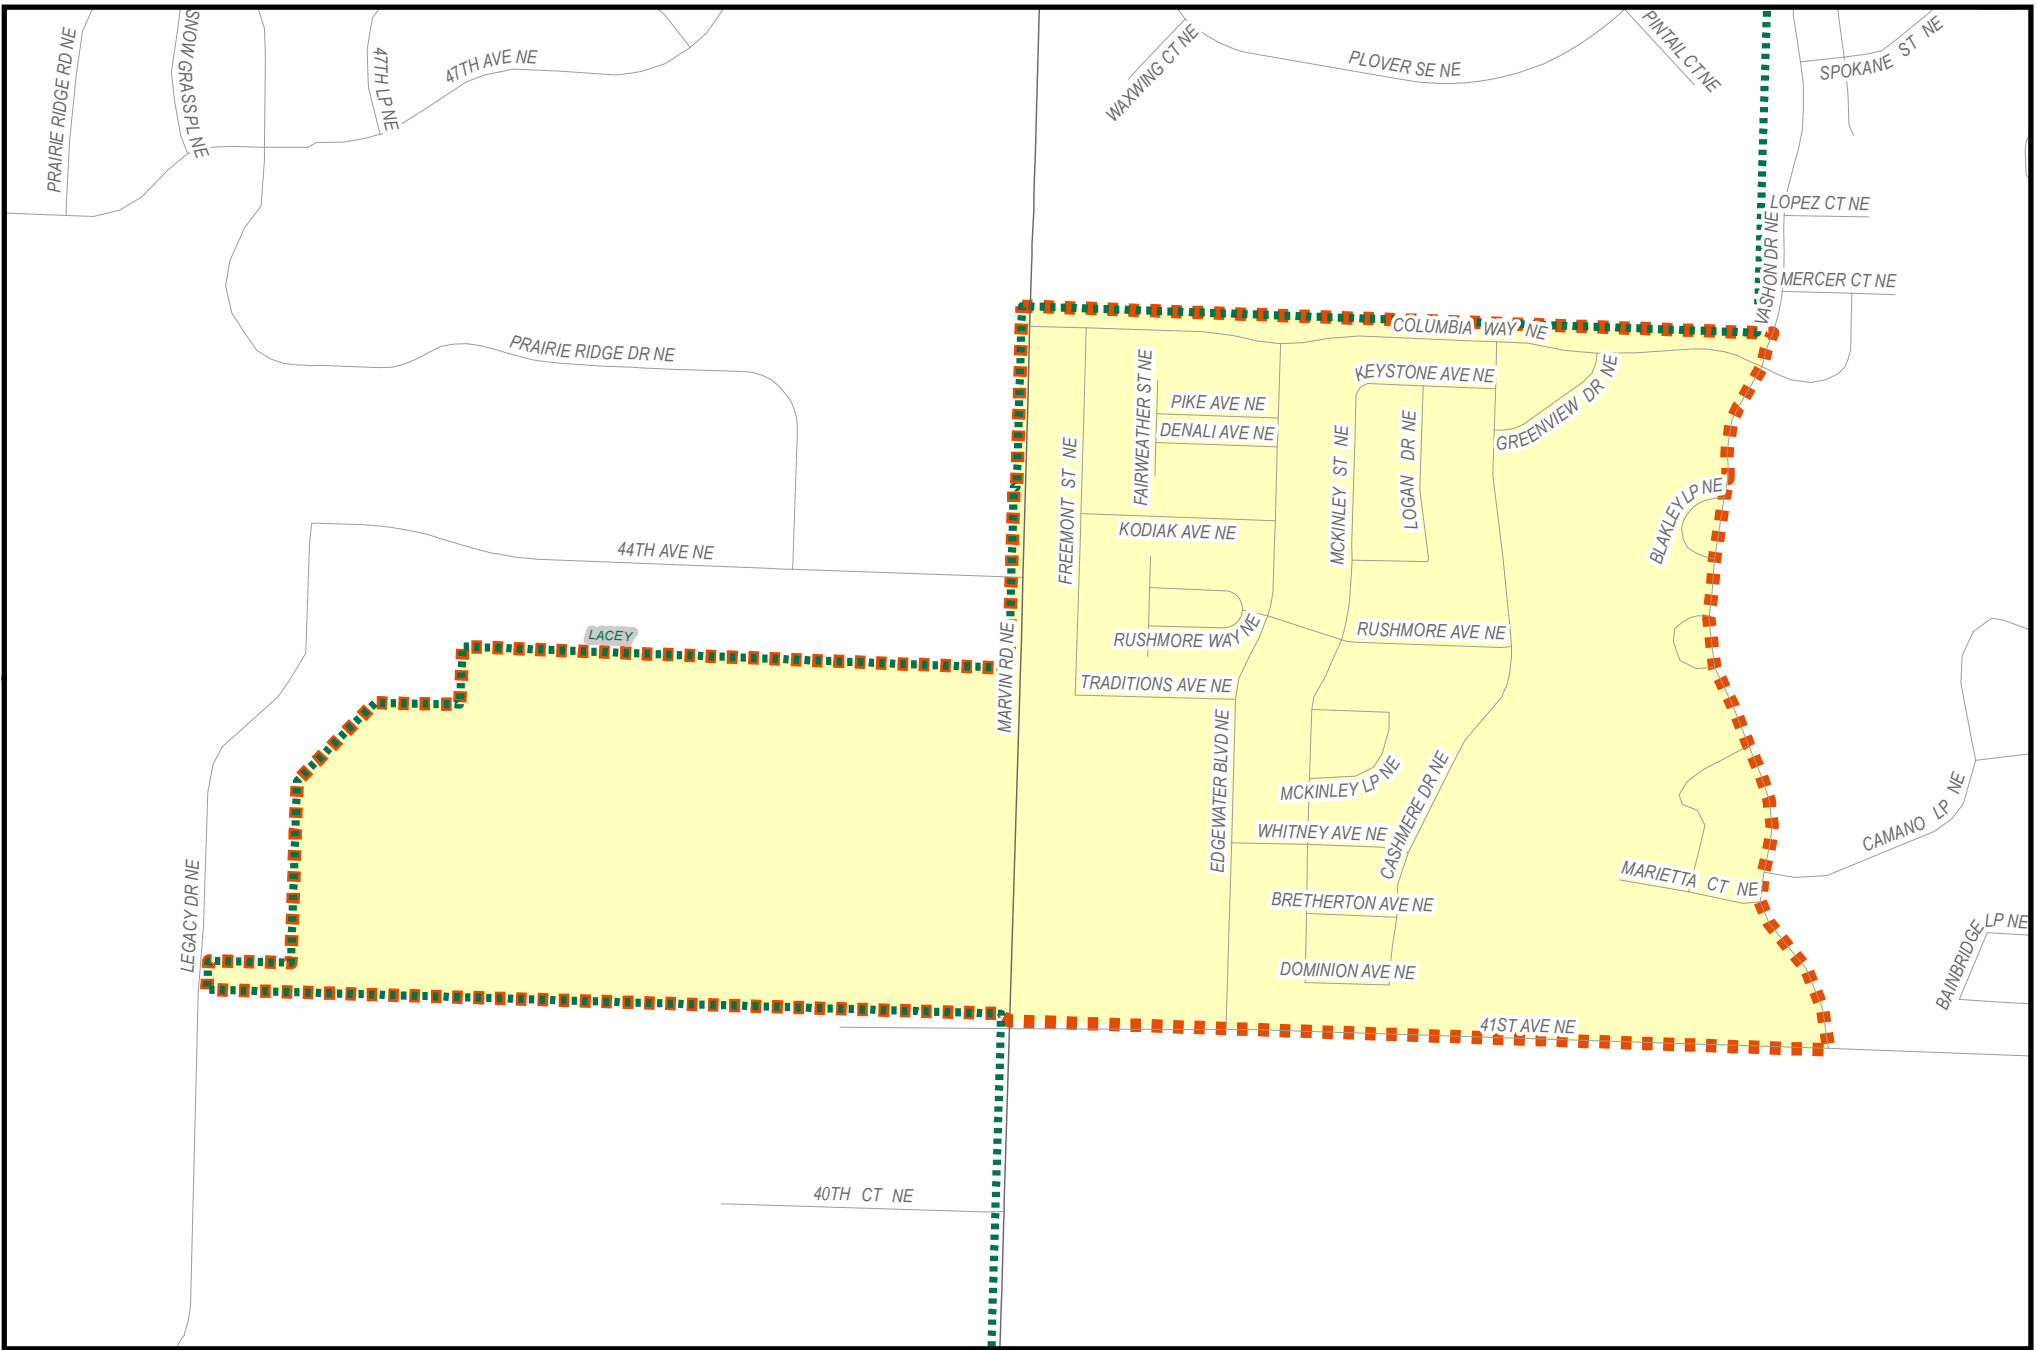 PRAIRIE RIDGE RD NE
SNOW GRASS PL NE
47TH LP NE
47TH AVE NE
WAXWING CT NE
PLOVER SE NE
PINTAIL CT NE
SPOKANE ST NE
LOPEZ CT NE
VASHON DR NE
MERCER CT NE
COLUMBIA WAY NE
PRAIRIE RIDGE DR NE
FAIRWEATHER ST NE
KEYSTONE AVE NE
GREENVIEW DR NE
PIKE AVE NE
DENALI AVE NE
FREEMONT ST NE
MCKINLEY ST NE
LOGAN DR NE
BLAKLEY LP NE
KODIAK AVE NE
44TH AVE NE
LACEY
MARVIN RD NE
RUSHMORE WAY NE
RUSHMORE AVE NE
TRADITIONS AVE NE
EDGEWATER BLVD NE
MCKINLEY LP NE
CASHMERE DR NE
CAMANO LP NE
WHITNEY AVE NE
MARIETTA CT NE
LEGACY DR NE
BRETHERTON AVE NE
BAINBRIDGE LP NE
DOMINION AVE NE
41ST AVE NE
40TH CT NE